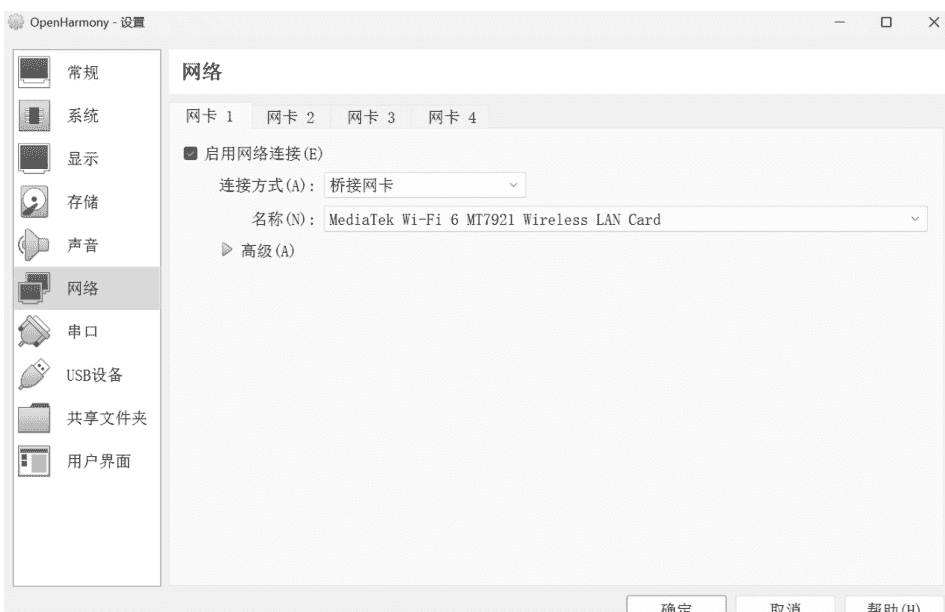 OpenHarmony - 设置
常规
系统
显示
存储
声音
网络
串口
USB设备
共享文件夹
用户界面
网络
网卡 1 网卡 2 网卡 3 网卡 4
启用网络连接(E)
连接方式(A): 桥接网卡
名称(N): MediaTek Wi-Fi 6 MT7921 Wireless LAN Card
高级(A)
确定 取消 帮助(H)